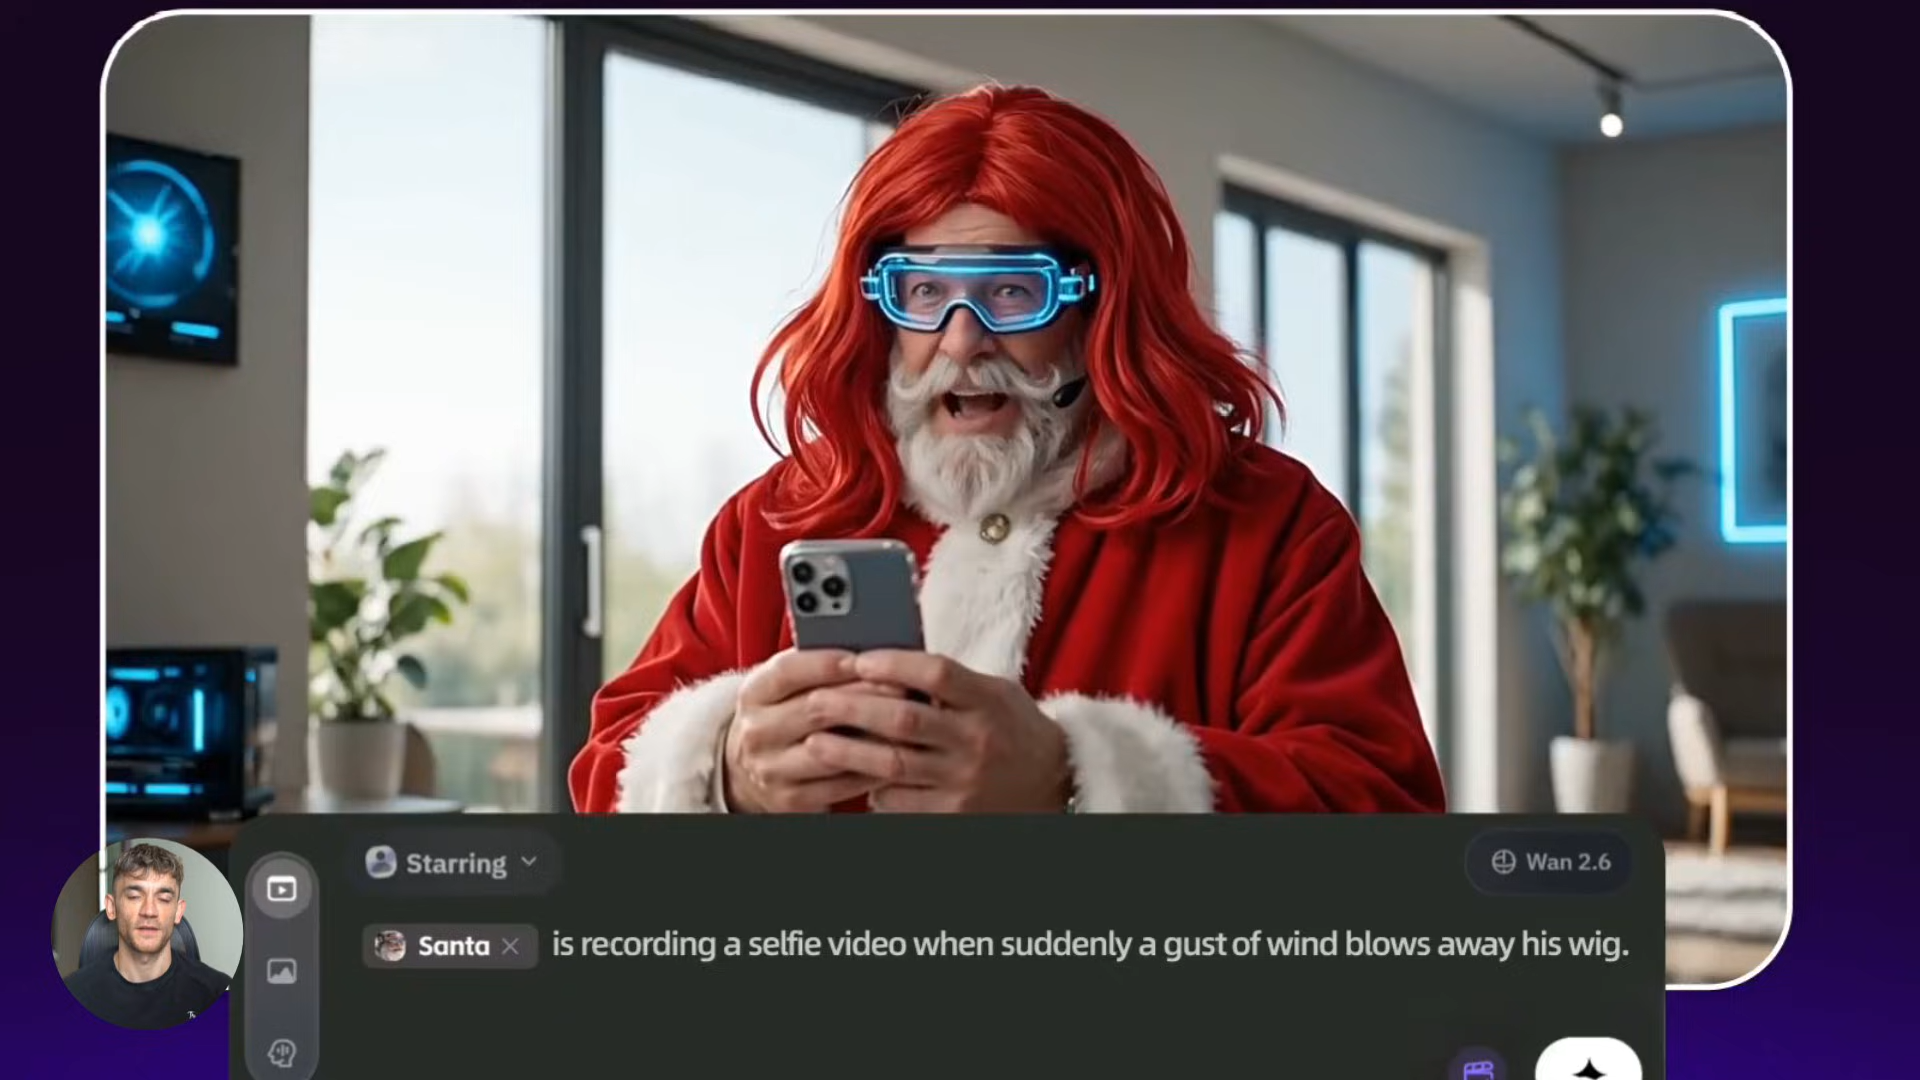 Starring
Wan 2.6
Santa is recording a selfie video when suddenly a gust of wind blows away his wig.